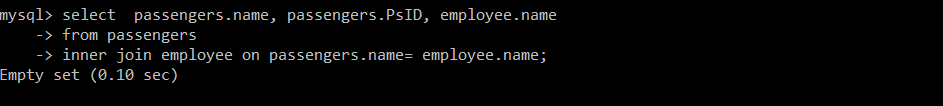 mysql> select  passengers.name, passengers.PsID, employee.name
    -> from passengers
    -> inner join employee on passengers.name= employee.name;
Empty set (0.10 sec)